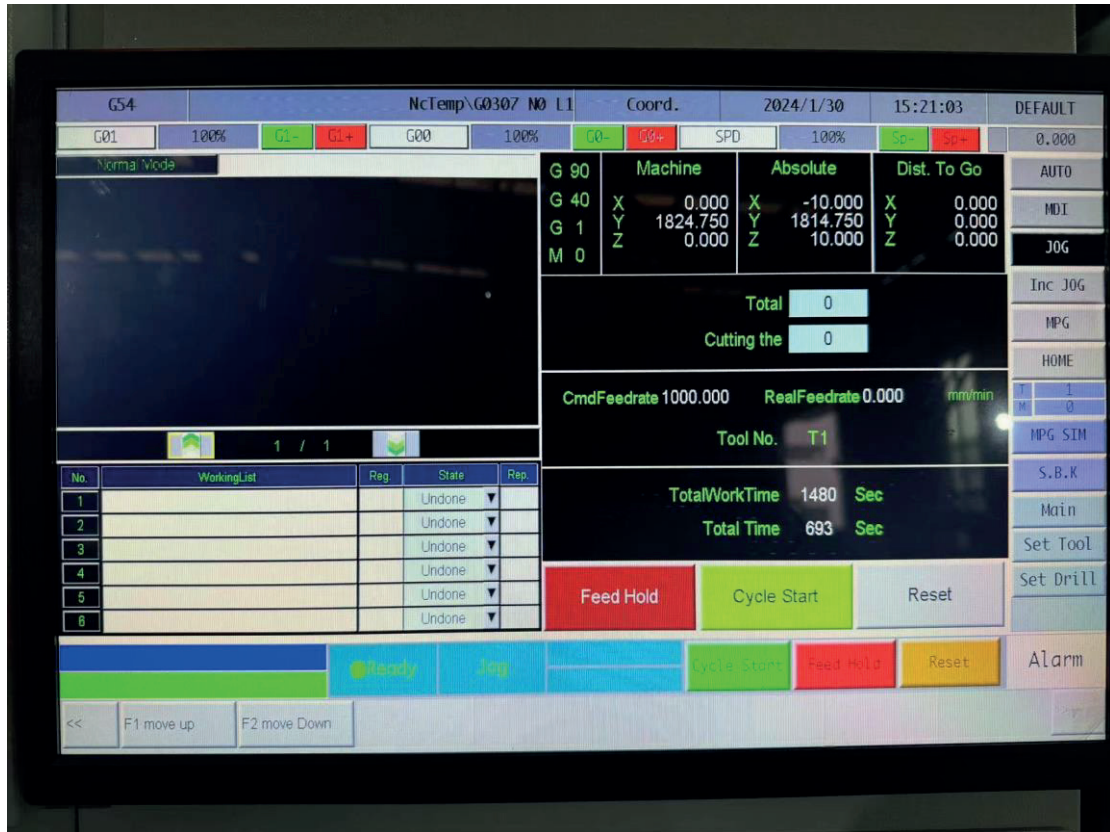 G54 NcTemp\G0307 N0 L1 Coord. 2024/1/30 15:21:03 DEFAULT
G01 100% G1- G1+ G00 100% G0- G0+ SPD 100% Sp- Sp+ 0.000
Normal Mode
G 90
G 40
G 1
M 0
Machine
X 0.000
Y 1824.750
Z 0.000
Absolute
X -10.000
Y 1814.750
Z 10.000
Dist. To Go
X 0.000
Y 0.000
Z 0.000
Total 0
Cutting the 0
CmdFeedrate 1000.000 RealFeedrate 0.000 mm/min
Tool No. T1
TotalWorkTime 1480 Sec
Total Time 693 Sec
1 / 1
No. WorkingList Reg. State Rep.
1 Undone
2 Undone
3 Undone
4 Undone
5 Undone
6 Undone
Feed Hold Cycle Start Reset
AUTO
MDI
JOG
Inc JOG
MPG
HOME
T 1
M 0
MPG SIM
S.B.K
Main
Set Tool
Set Drill
Ready Jog Cycle Start Feed Hold Reset Alarm
<< F1 move up F2 move Down